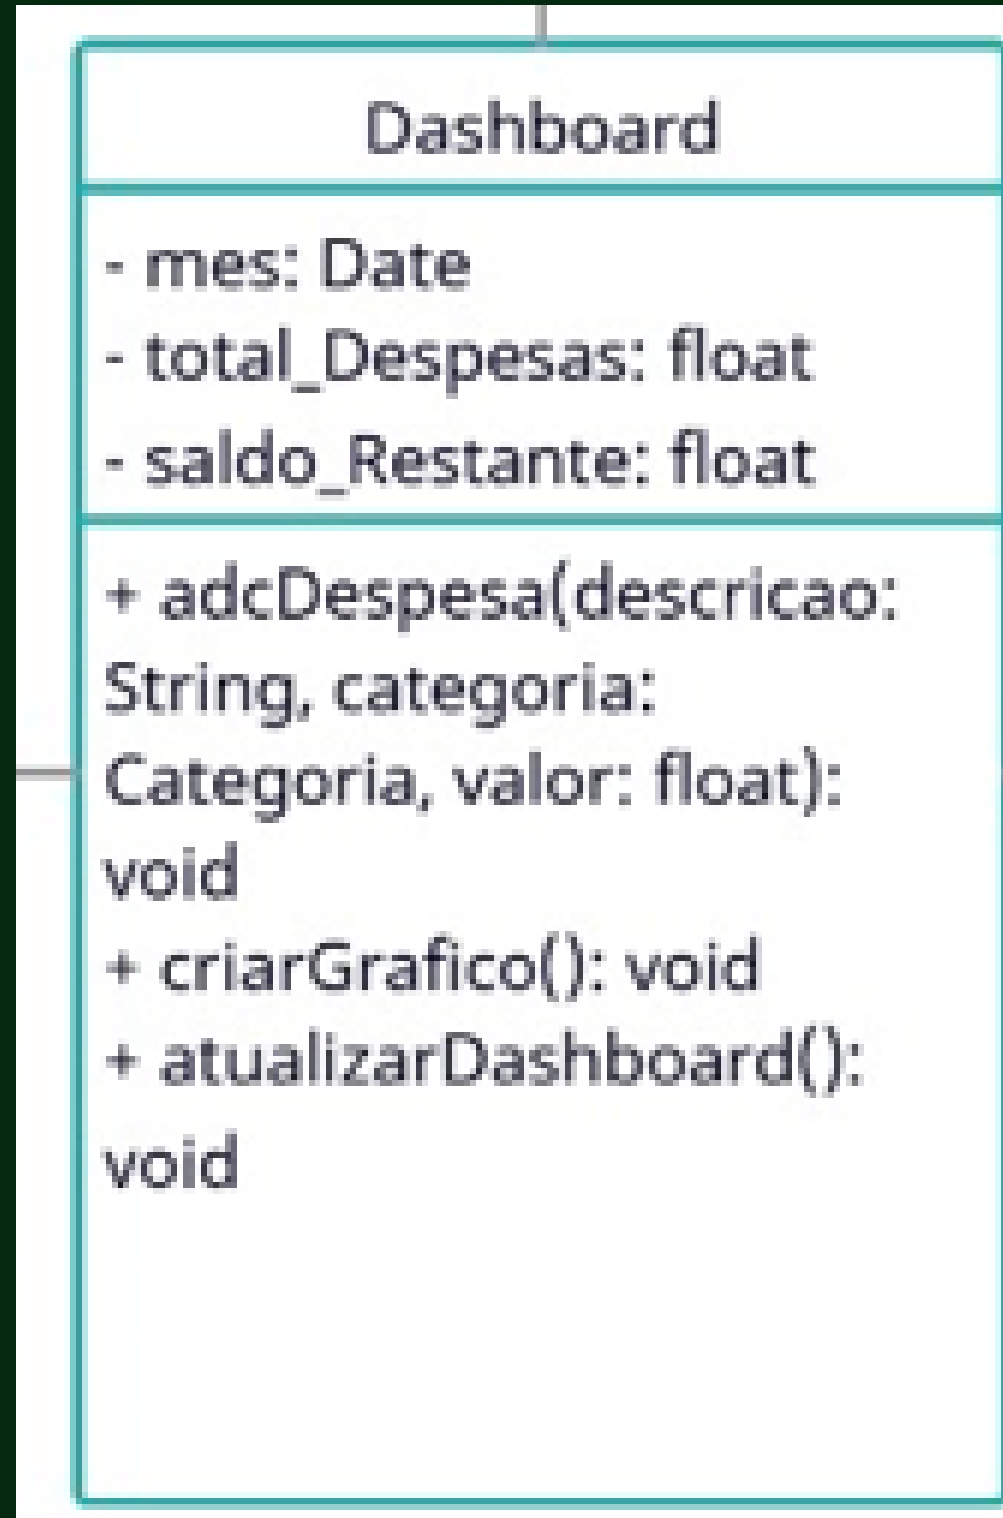 Dashboard
- mes: Date
- total_Despesas: float
- saldo_Restante: float
+ adcDespesa(descricao:
String, categoria:
Categoria, valor: float):
void
+ criarGrafico(): void
+ atualizarDashboard():
void